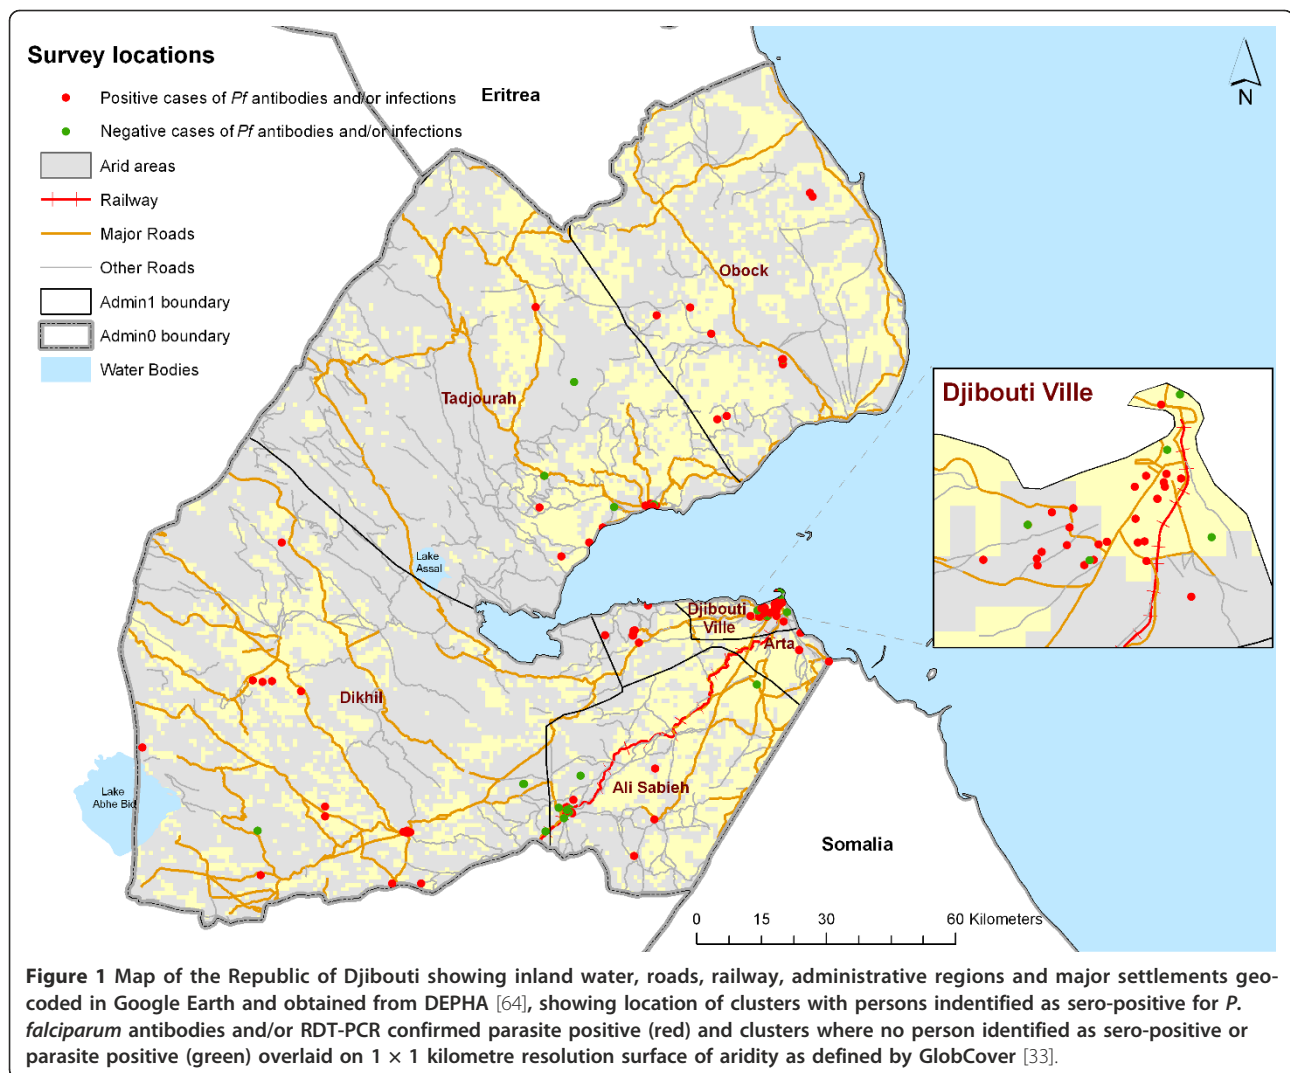 Survey locations
Positive cases of Pf antibodies and/or infections
Negative cases of Pf antibodies and/or infections
Arid areas
Railway
Major Roads
Other Roads
Admin1 boundary
Admin0 boundary
Water Bodies
Eritrea
N
Obock
Tadjourah
Djibouti Ville
Lake
Assal
Djibouti
Ville
Arta
Dikhil
Lake
Abhe Bid
Ali Sabieh
Somalia
0 15 30 60 Kilometers
Figure 1 Map of the Republic of Djibouti showing inland water, roads, railway, administrative regions and major settlements geo-
coded in Google Earth and obtained from DEPHA [64], showing location of clusters with persons indentified as sero-positive for P.
falciparum antibodies and/or RDT-PCR confirmed parasite positive (red) and clusters where no person identified as sero-positive or
parasite positive (green) overlaid on 1 × 1 kilometre resolution surface of aridity as defined by GlobCover [33].